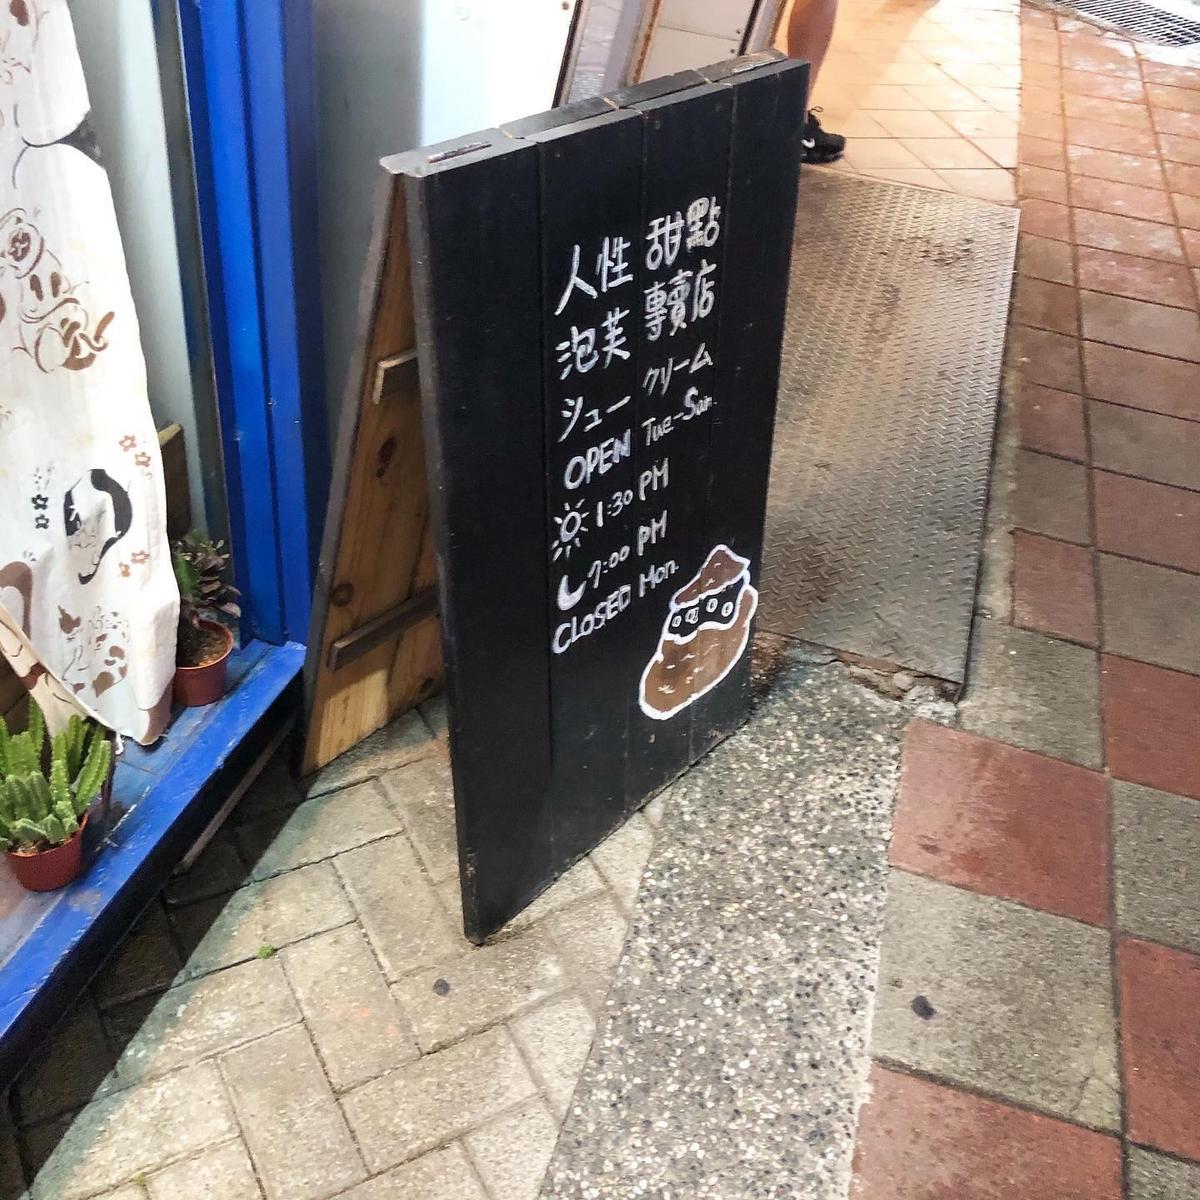 人性 甜點
泡芙 專賣店
シュー クリーム
OPEN Tue-Sun.
1:30 PM
7:00 PM
CLOSED Mon.